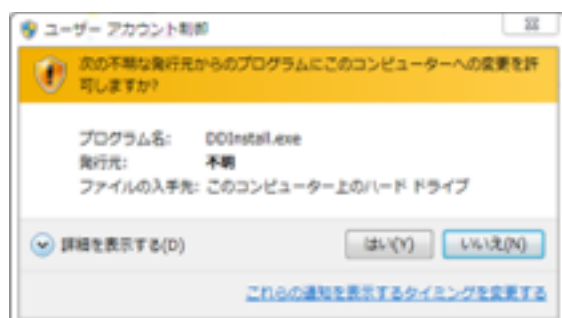 ユーザー アカウント制御
次の不明な発行元からのプログラムにこのコンピューターへの変更を許
可しますか?
プログラム名: DDInstall.exe
発行元: 不明
ファイルの入手先: このコンピューター上のハード ドライブ
詳細を表示する(D) はい(Y) いいえ(N)
これらの通知を表示するタイミングを変更する